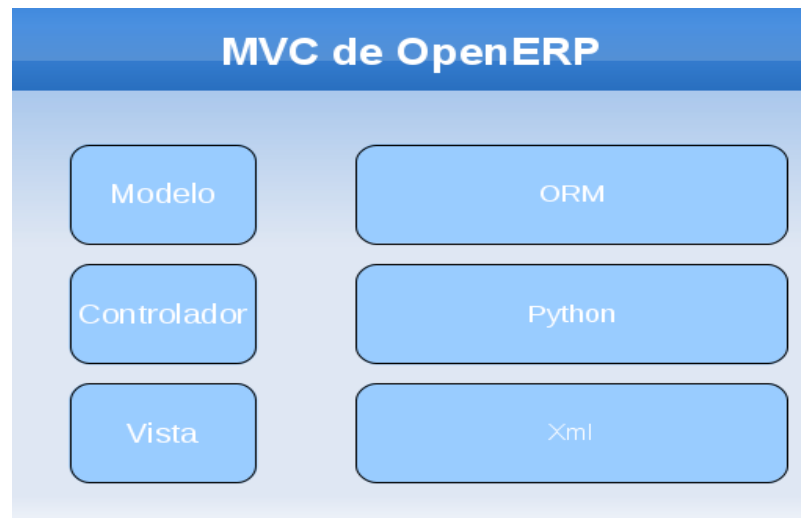 MVC de OpenERP
Modelo
ORM
Controlador
Python
Vista
Xml